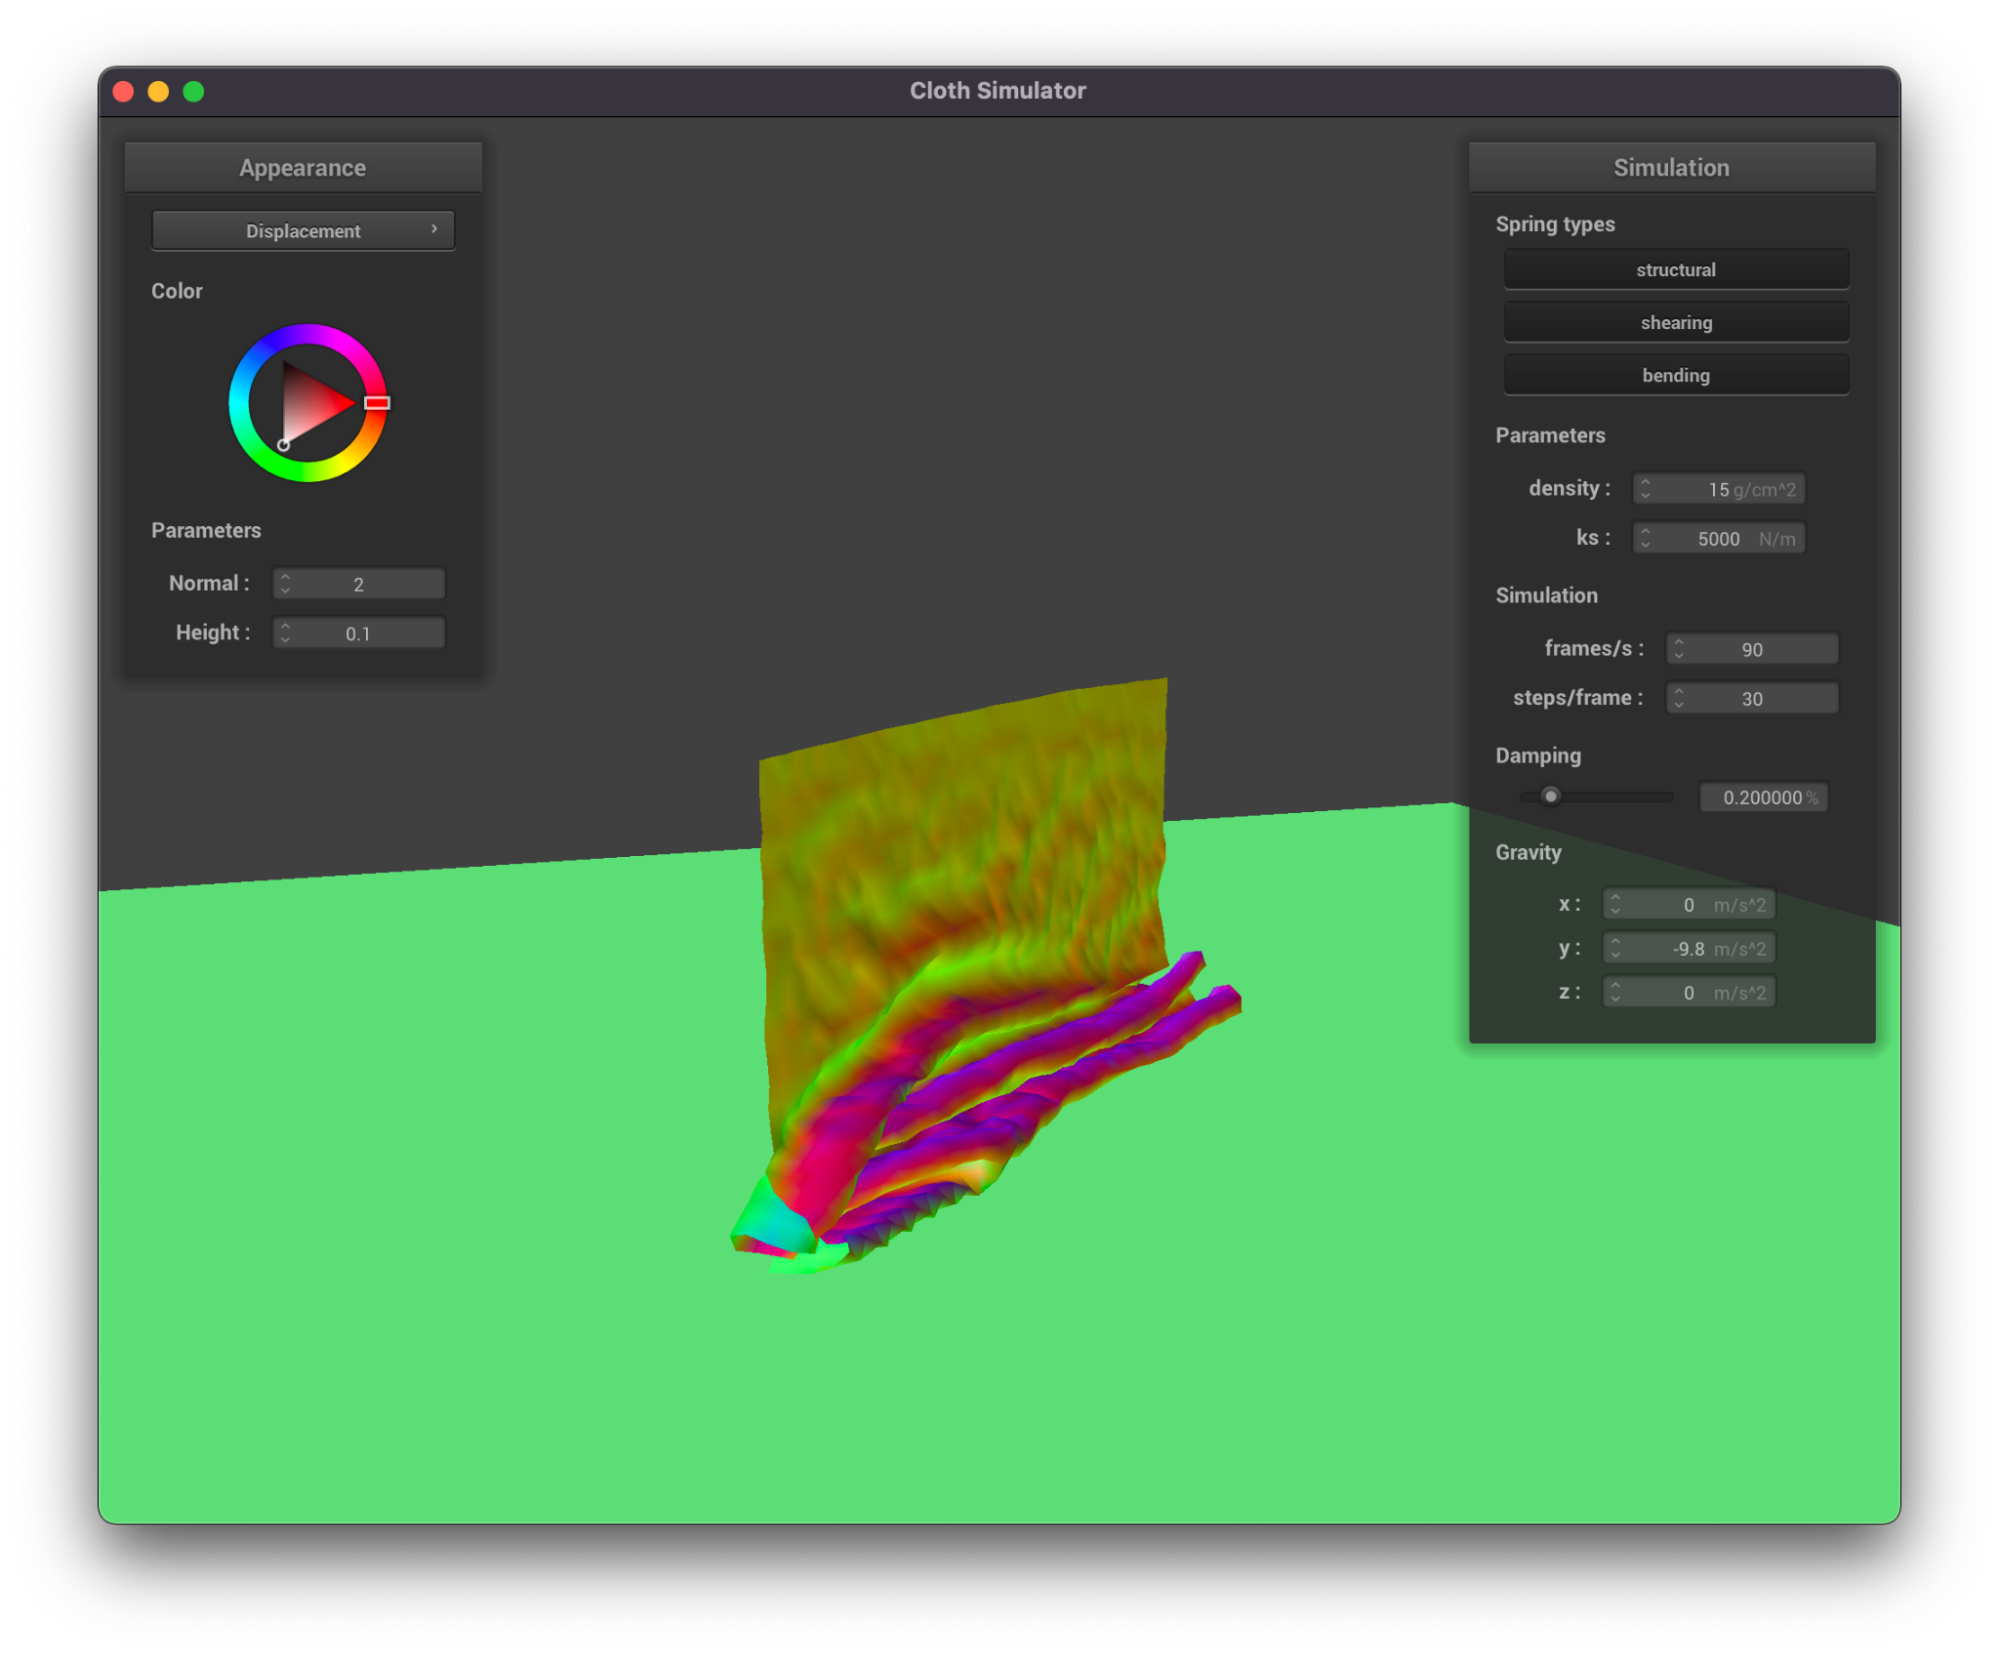 Cloth Simulator
Appearance
Displacement
Color
Parameters
Normal : 2
Height : 0.1
Simulation
Spring types
structural
shearing
bending
Parameters
density : 15 g/cm^2
ks : 5000 N/m
Simulation
frames/s : 90
steps/frame : 30
Damping
0.200000 %
Gravity
x : 0 m/s^2
y : -9.8 m/s^2
z : 0 m/s^2